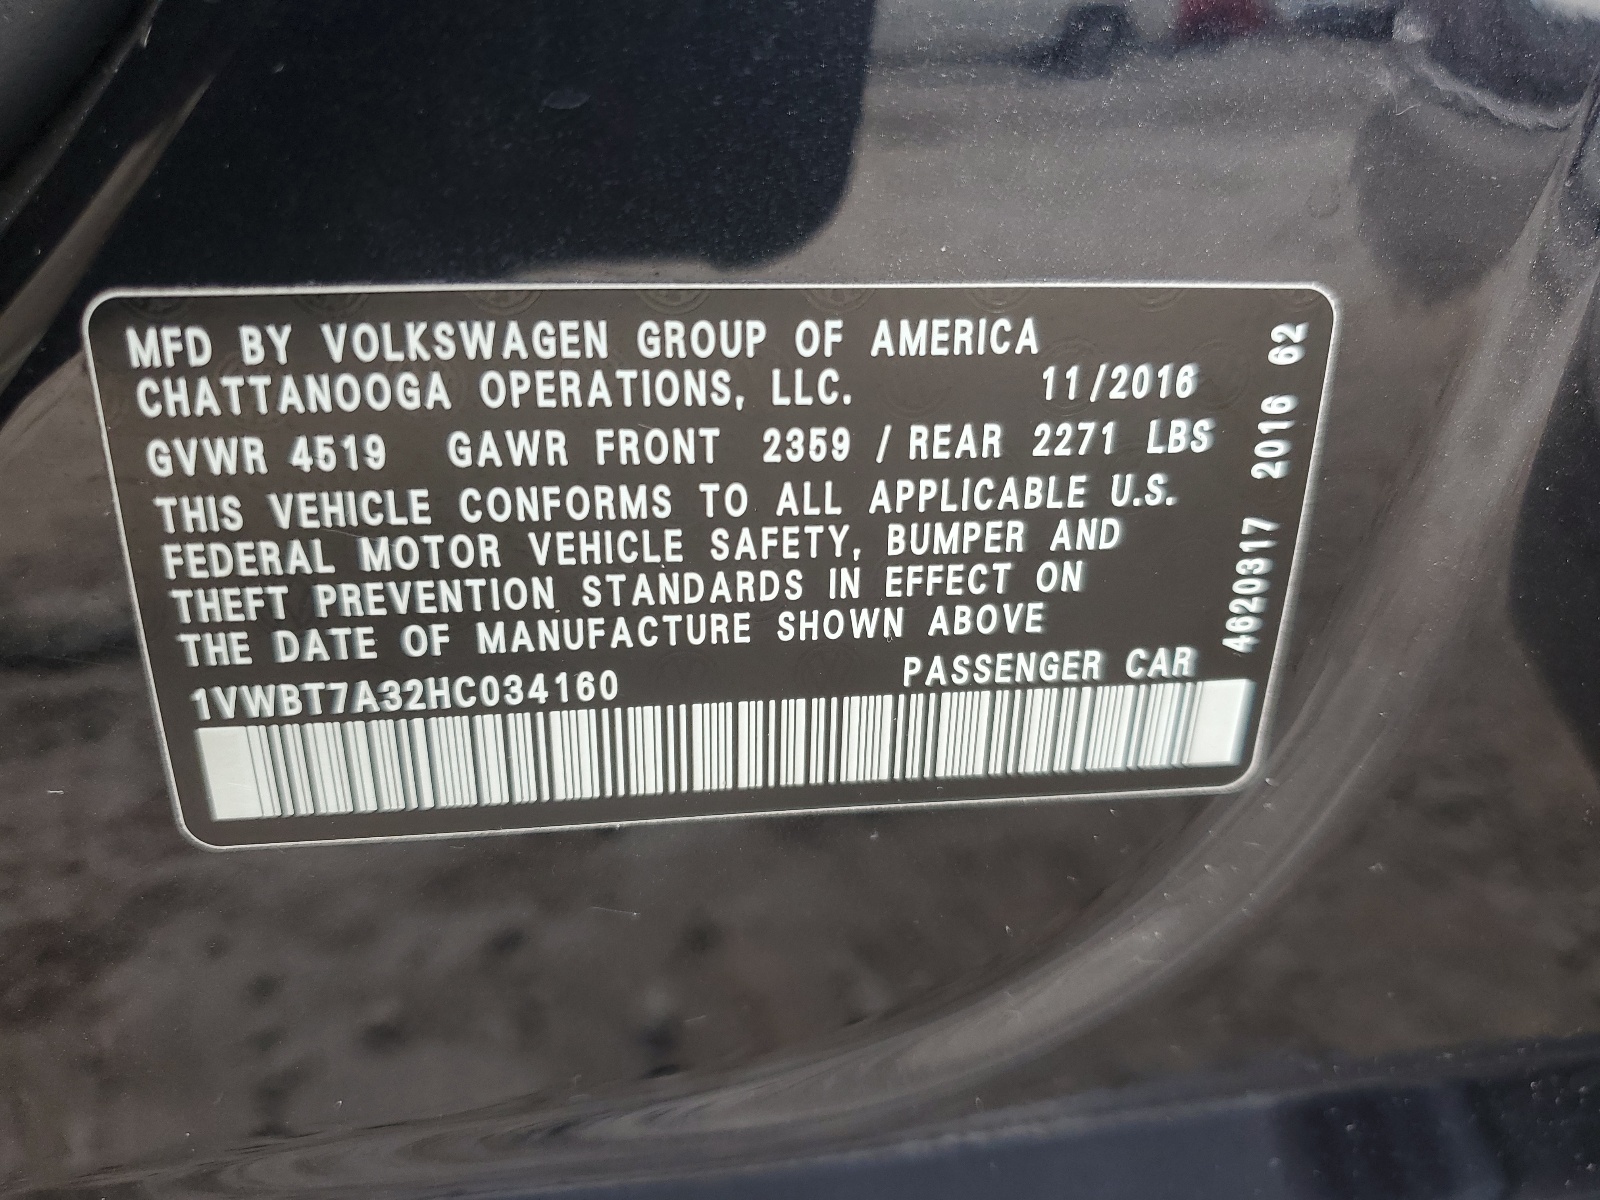 MFD BY VOLKSWAGEN GROUP OF AMERICA
CHATTANOOGA OPERATIONS, LLC. 11/2016
GVWR 4519 GAWR FRONT 2359 / REAR 2271 LBS
THIS VEHICLE CONFORMS TO ALL APPLICABLE U.S.
FEDERAL MOTOR VEHICLE SAFETY, BUMPER AND
THEFT PREVENTION STANDARDS IN EFFECT ON
THE DATE OF MANUFACTURE SHOWN ABOVE
1VWBT7A32HC034160 PASSENGER CAR
4620317 2016 62